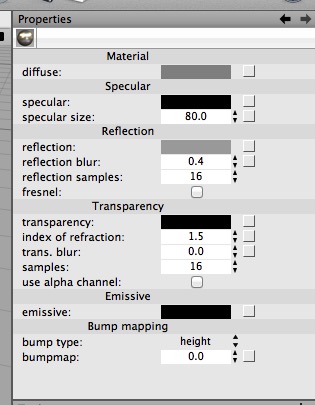 Properties
Material
diffuse:
Specular
specular:
specular size: 80.0
Reflection
reflection:
reflection blur: 0.4
reflection samples: 16
fresnel:
Transparency
transparency:
index of refraction: 1.5
trans. blur: 0.0
samples: 16
use alpha channel:
Emissive
emissive:
Bump mapping
bump type: height
bumpmap: 0.0